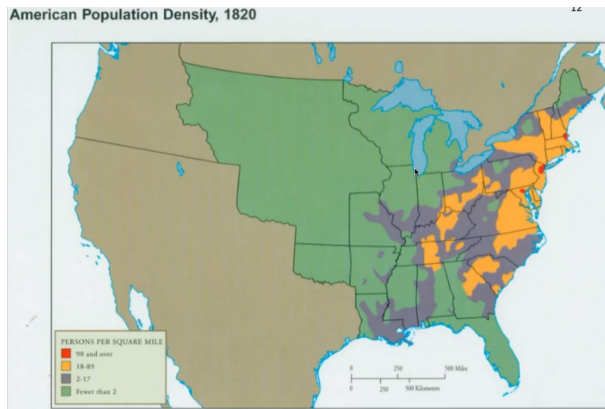 American Population Density, 1820
12
PERSONS PER SQUARE MILE
90 and over
18-89
2-17
Fewer than 2
0 250 500 Miles
0 250 500 Kilometers